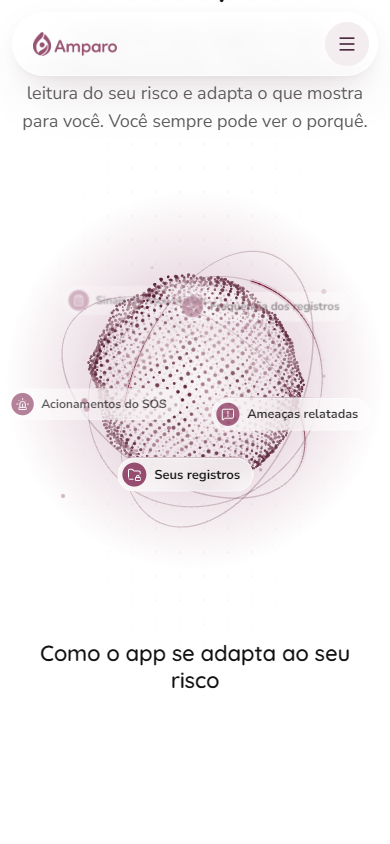 Amparo
leitura do seu risco e adapta o que mostra
para você. Você sempre pode ver o porquê.
dos registros
Acionamentos do SOS
Ameaças relatadas
Seus registros
Como o app se adapta ao seu
risco